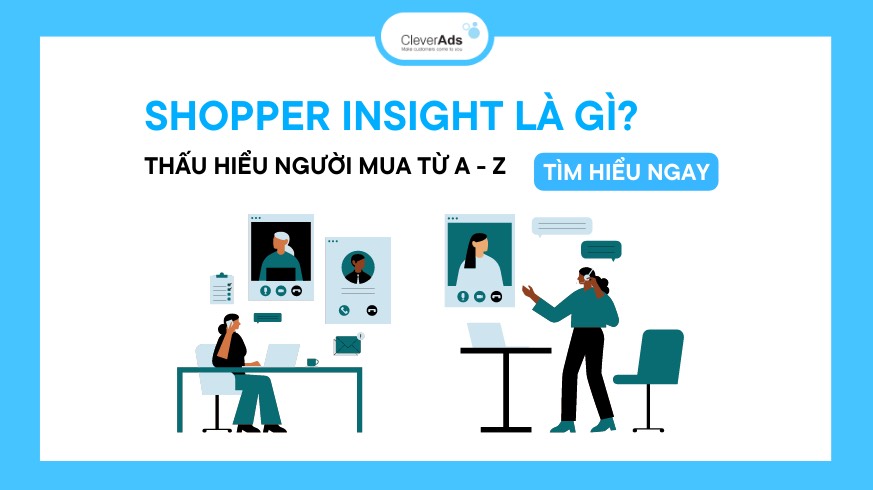 CleverAds
Make customers come to you
SHOPPER INSIGHT LÀ GÌ?
THẤU HIỂU NGƯỜI MUA TỪ A - Z
TÌM HIỂU NGAY